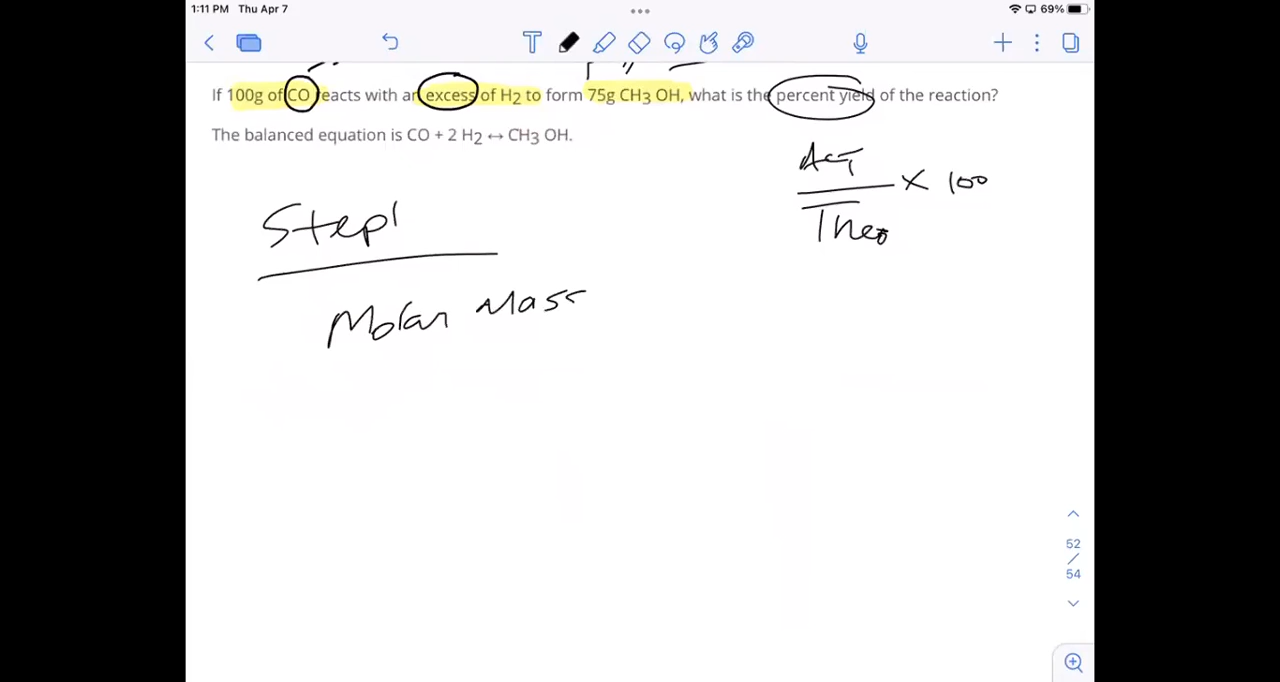 1:11 PM Thu Apr 7
69%
If 100g of CO reacts with an excess of H2 to form 75g CH3 OH, what is the percent yield of the reaction?
The balanced equation is CO + 2 H2 ↔ CH3 OH.
Act
Theo
× 100
Step 1
Molar Mass
52
/
54